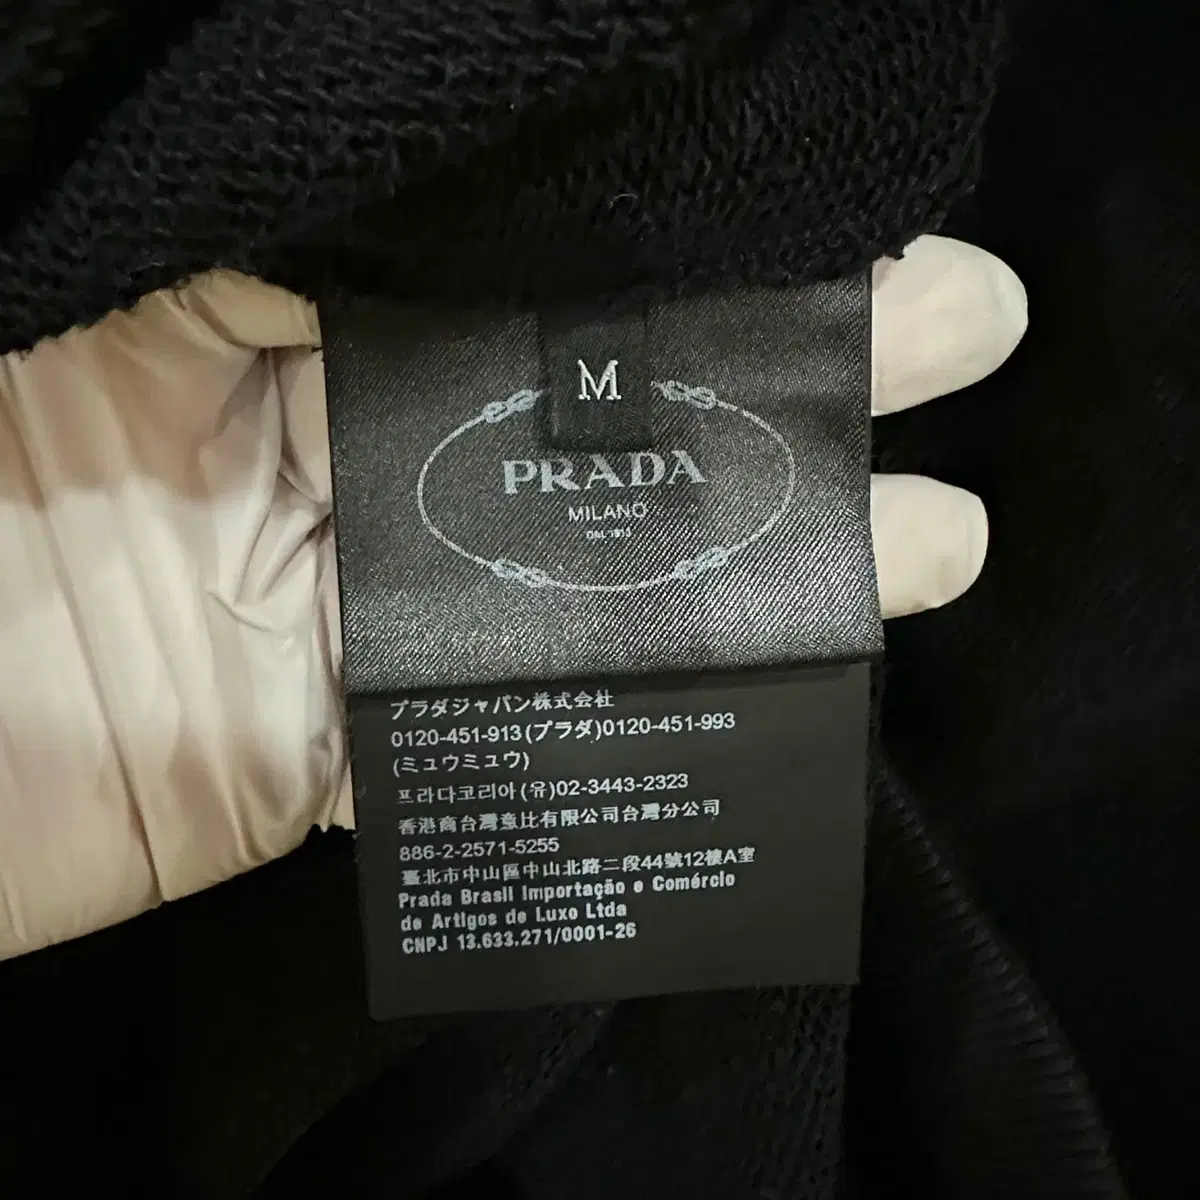 M
PRADA
MILANO
DAL 1913
プラダジャパン株式会社
0120-451-913(プラダ)0120-451-993
(ミュウミュウ)
프라다코리아(유)02-3443-2323
香港商台灣意比有限公司台灣分公司
886-2-2571-5255
臺北市中山區中山北路二段44號12樓A室
Prada Brasil Importação e Comércio
de Artigos de Luxo Ltda
CNPJ 13.633.271/0001-26